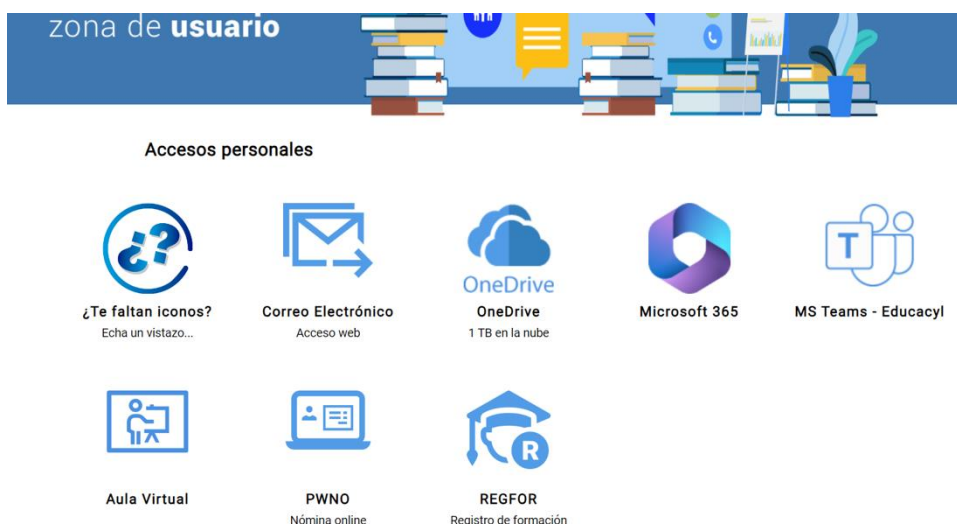 zona de usuario
Accesos personales
OneDrive
T
¿Te faltan iconos?
Correo Electrónico
OneDrive
Microsoft 365
MS Teams - Educacyl
Echa un vistazo...
Acceso web
1 TB en la nube
R
Aula Virtual
PWNO
REGFOR
Nómina online
Registro de formación